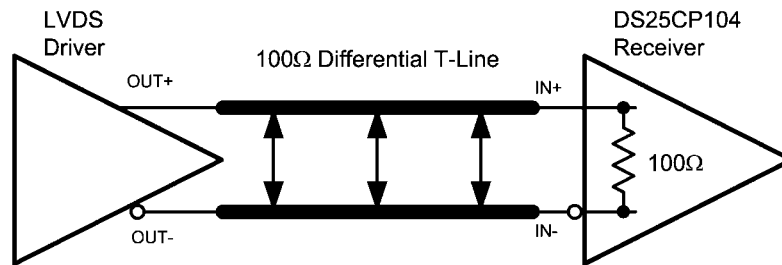 LVDS
Driver
DS25CP104
Receiver
100Ω Differential T-Line
OUT+
IN+
100Ω
OUT-
IN-